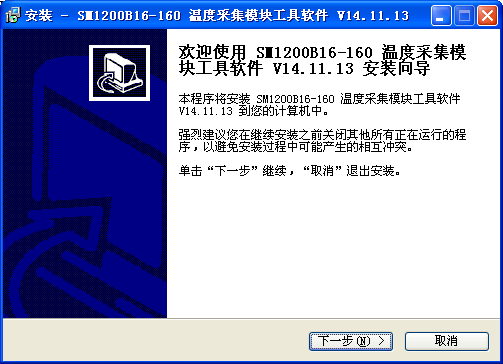 安装 - SM1200B16-160 温度采集模块工具软件 V14.11.13
欢迎使用 SM1200B16-160 温度采集模
块工具软件 V14.11.13 安装向导
本程序将安装 SM1200B16-160 温度采集模块工具软件
V14.11.13 到您的计算机中。
强烈建议您在继续安装之前关闭其他所有正在运行的程
序，以避免安装过程中可能产生的相互冲突。
单击“下一步”继续，“取消”退出安装。
下一步(N) >
取消